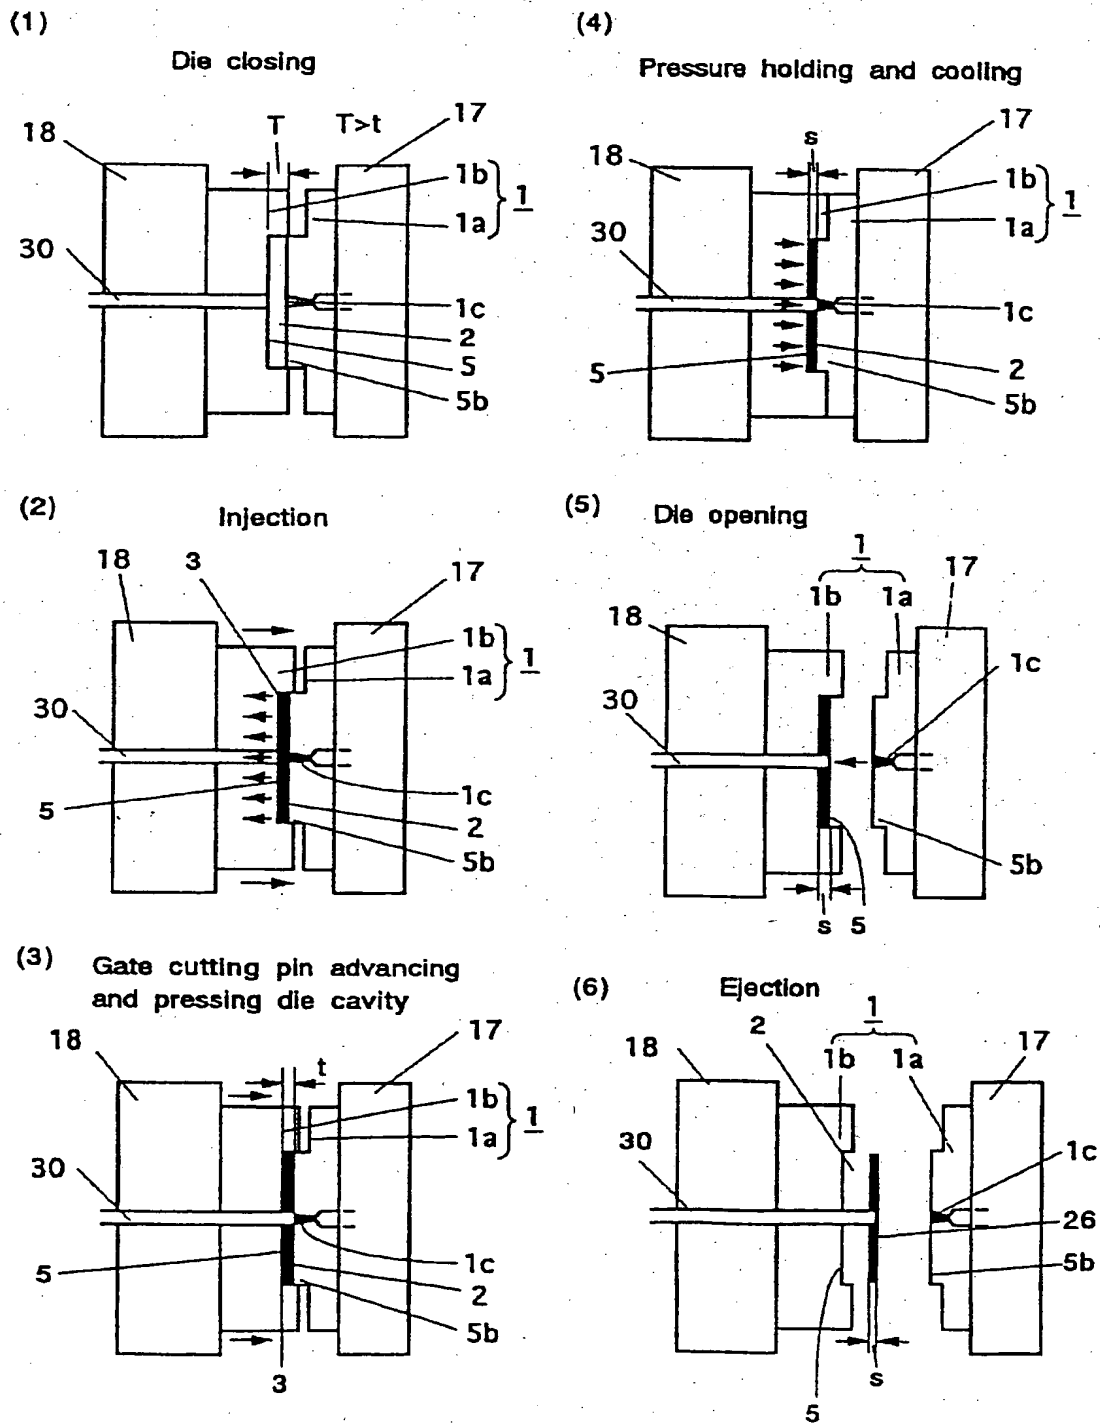 (1)
Die closing
18
T
T>t
17
1b
1a
1
30
1c
2
5
5b
(2)
Injection
18
3
17
1b
1a
1
30
5
1c
2
5b
(3)
Gate cutting pin advancing
and pressing die cavity
18
t
17
1b
1a
1
30
5
1c
2
5b
3
(4)
Pressure holding and cooling
18
s
17
1b
1a
1
30
1c
5
2
5b
(5)
Die opening
1
18
1b
1a
17
1c
30
5b
s
5
(6)
Ejection
1
2
18
1b
1a
17
30
1c
26
5b
s
5